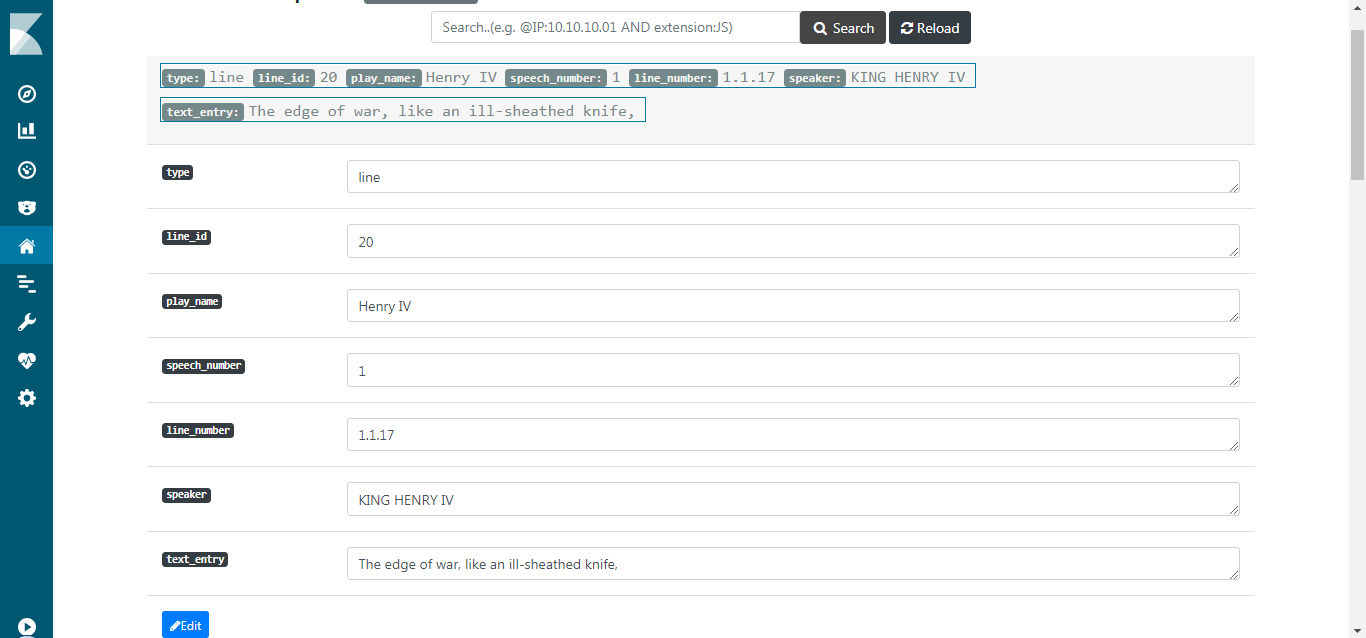 Search..(e.g. @IP:10.10.10.01 AND extension:JS) Search Reload
type: line line_id: 20 play_name: Henry IV speech_number: 1 line_number: 1.1.17 speaker: KING HENRY IV
text_entry: The edge of war, like an ill-sheathed knife,
type line
line_id 20
play_name Henry IV
speech_number 1
line_number 1.1.17
speaker KING HENRY IV
text_entry The edge of war, like an ill-sheathed knife,
Edit